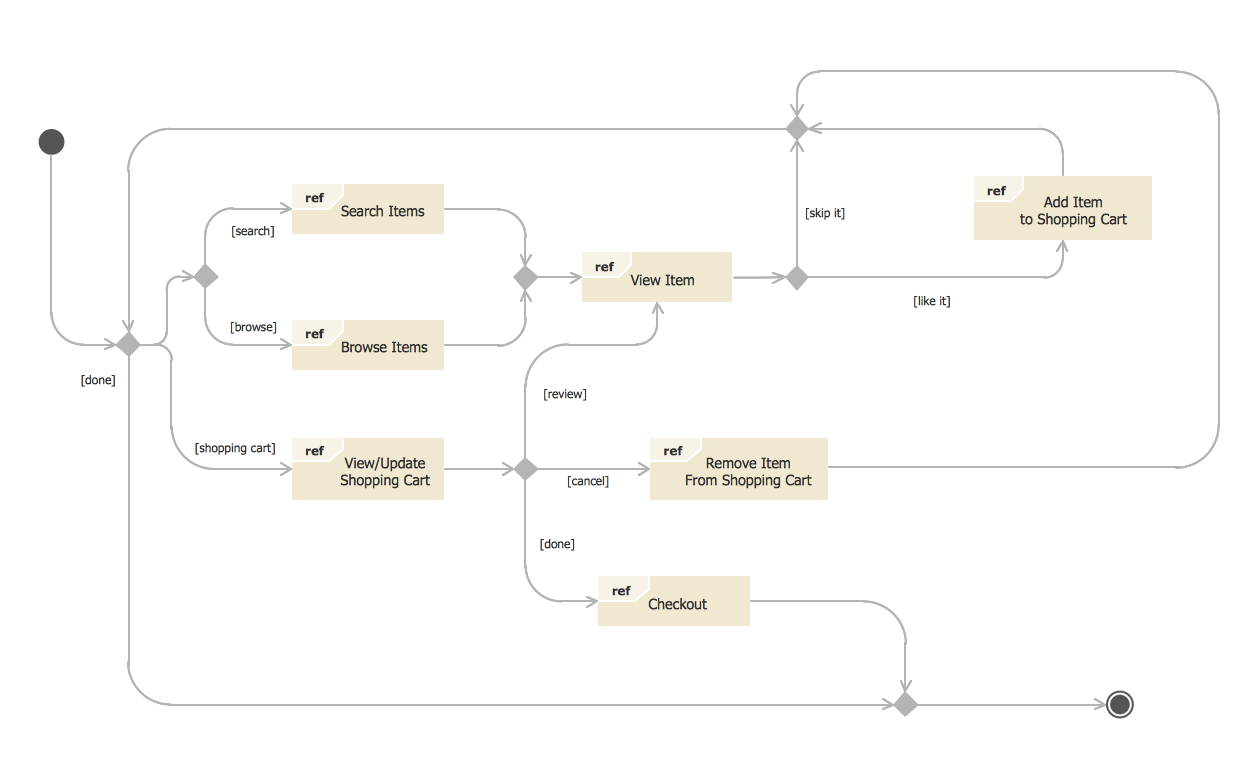 ref
Add Item
to Shopping Cart
ref
Search Items
[skip it]
[search]
ref
View Item
[like it]
[browse]
ref
Browse Items
[done]
[review]
[shopping cart]
ref
View/Update
Shopping Cart
ref
Remove Item
From Shopping Cart
[cancel]
[done]
ref
Checkout